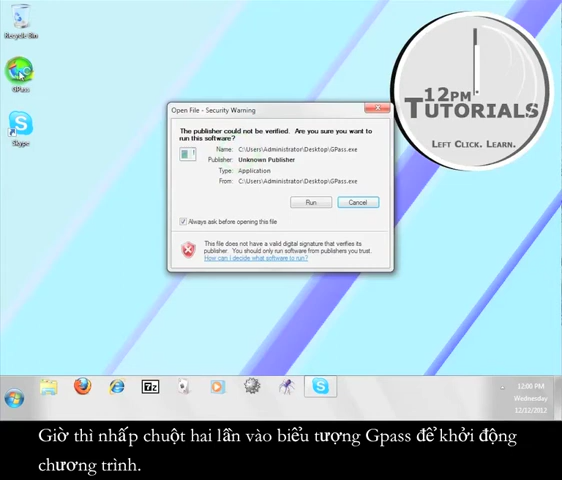 Recycle Bin
GPass
Skype
12PM
TUTORIALS
LEFT CLICK. LEARN.
Open File - Security Warning
The publisher could not be verified.  Are you sure you want to
run this software?
Name: C:\Users\Administrator\Desktop\GPass.exe
Publisher: Unknown Publisher
Type: Application
From: C:\Users\Administrator\Desktop\GPass.exe
Run
Cancel
Always ask before opening this file
This file does not have a valid digital signature that verifies its
publisher.  You should only run software from publishers you trust.
How can I decide what software to run?
7z
12:00 PM
Wednesday
12/12/2012
Giờ thì nhấp chuột hai lần vào biểu tượng Gpass để khởi động
chương trình.